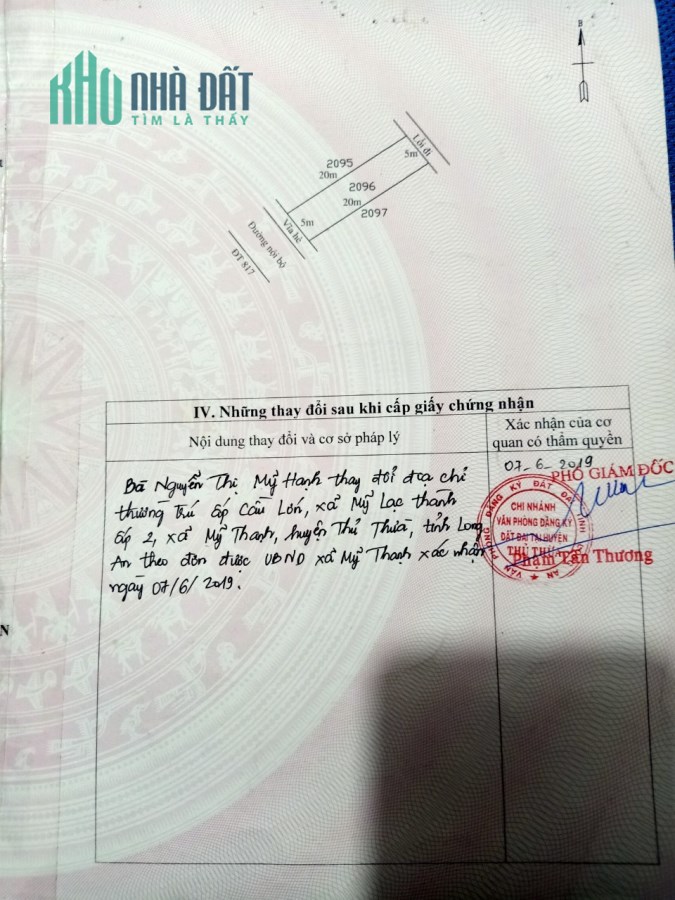 KHO NHÀ ĐẤT
TÌM LÀ THẤY
B
Lối đi
5m
2095
20m
2096
20m
2097
5m
Vỉa hè
Đường nội bộ
ĐT 817
IV. Những thay đổi sau khi cấp giấy chứng nhận
Nội dung thay đổi và cơ sở pháp lý
Xác nhận của cơ
quan có thẩm quyền
Bà Nguyễn Thị Mỹ Hạnh thay đổi địa chỉ
thường trú ấp Cầu Lớn, xã Mỹ Lạc thành
ấp 2, xã Mỹ Thạnh, huyện Thủ Thừa, tỉnh Long
An theo đơn được UBND xã Mỹ Thạnh xác nhận
ngày 07/6/2019.
07-6-2019
PHÓ GIÁM ĐỐC
CHI NHÁNH
VĂN PHÒNG ĐĂNG KÝ
ĐẤT ĐAI TẠI HUYỆN
THỦ THỪA
Phạm Tấn Thương
N